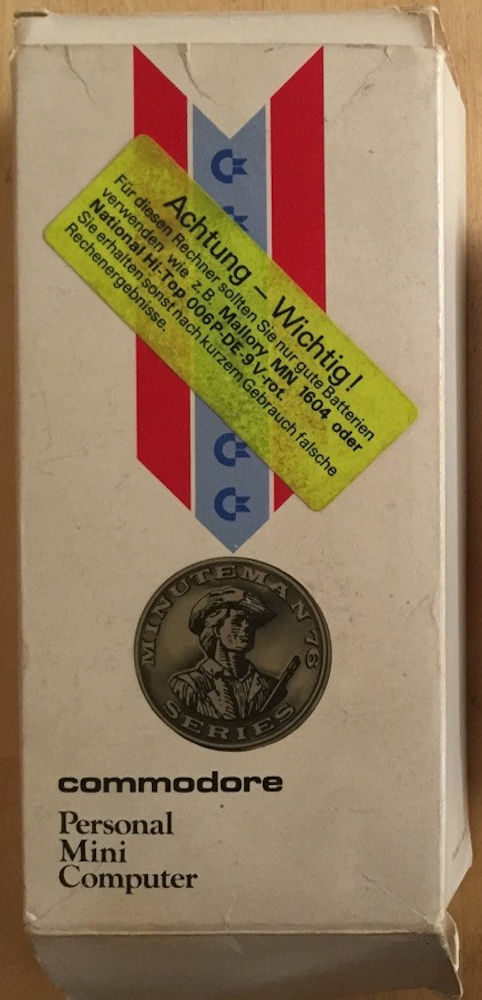 Achtung – Wichtig!
Für diesen Rechner sollten Sie nur gute Batterien
verwenden, wie z.B. Mallory MN 1604 oder
National Hi-Top 006P-DE-9V-rot.
Sie erhalten sonst nach kurzem Gebrauch falsche
Rechenergebnisse.
MINUTEMAN 76
SERIES
commodore
Personal
Mini
Computer